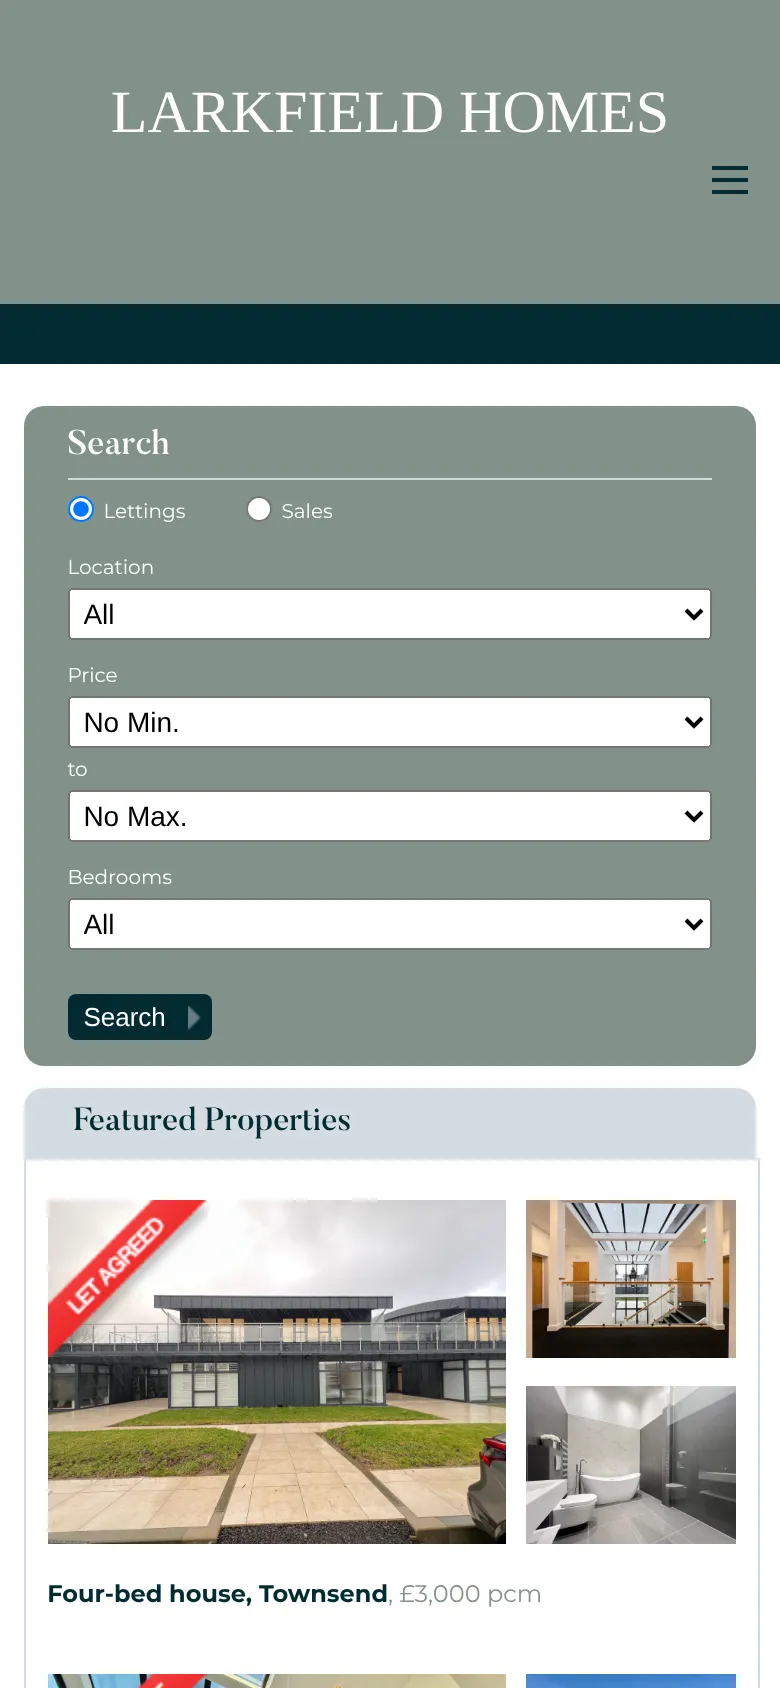 LARKFIELD HOMES
Search
Lettings Sales
Location
All
Price
No Min.
to
No Max.
Bedrooms
All
Search
Featured Properties
LET AGREED
Four-bed house, Townsend, £3,000 pcm